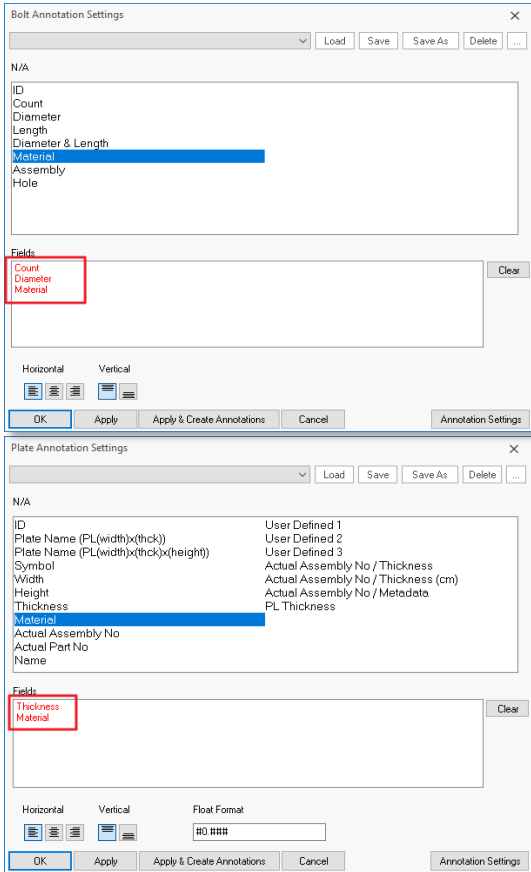 Bolt Annotation Settings
Load Save Save As Delete ...
N/A
ID
Count
Diameter
Length
Diameter & Length
Material
Assembly
Hole
Fields
Count
Diameter
Material
Clear
Horizontal Vertical
OK Apply Apply & Create Annotations Cancel Annotation Settings
Plate Annotation Settings
Load Save Save As Delete ...
N/A
ID
Plate Name (PL(width)x(thck))
Plate Name (PL(width)x(thck)x(height))
Symbol
Width
Height
Thickness
Material
Actual Assembly No
Actual Part No
Name
User Defined 1
User Defined 2
User Defined 3
Actual Assembly No / Thickness
Actual Assembly No / Thickness (cm)
Actual Assembly No / Metadata
PL Thickness
Fields
Thickness
Material
Clear
Horizontal Vertical Float Format
#0.###
OK Apply Apply & Create Annotations Cancel Annotation Settings